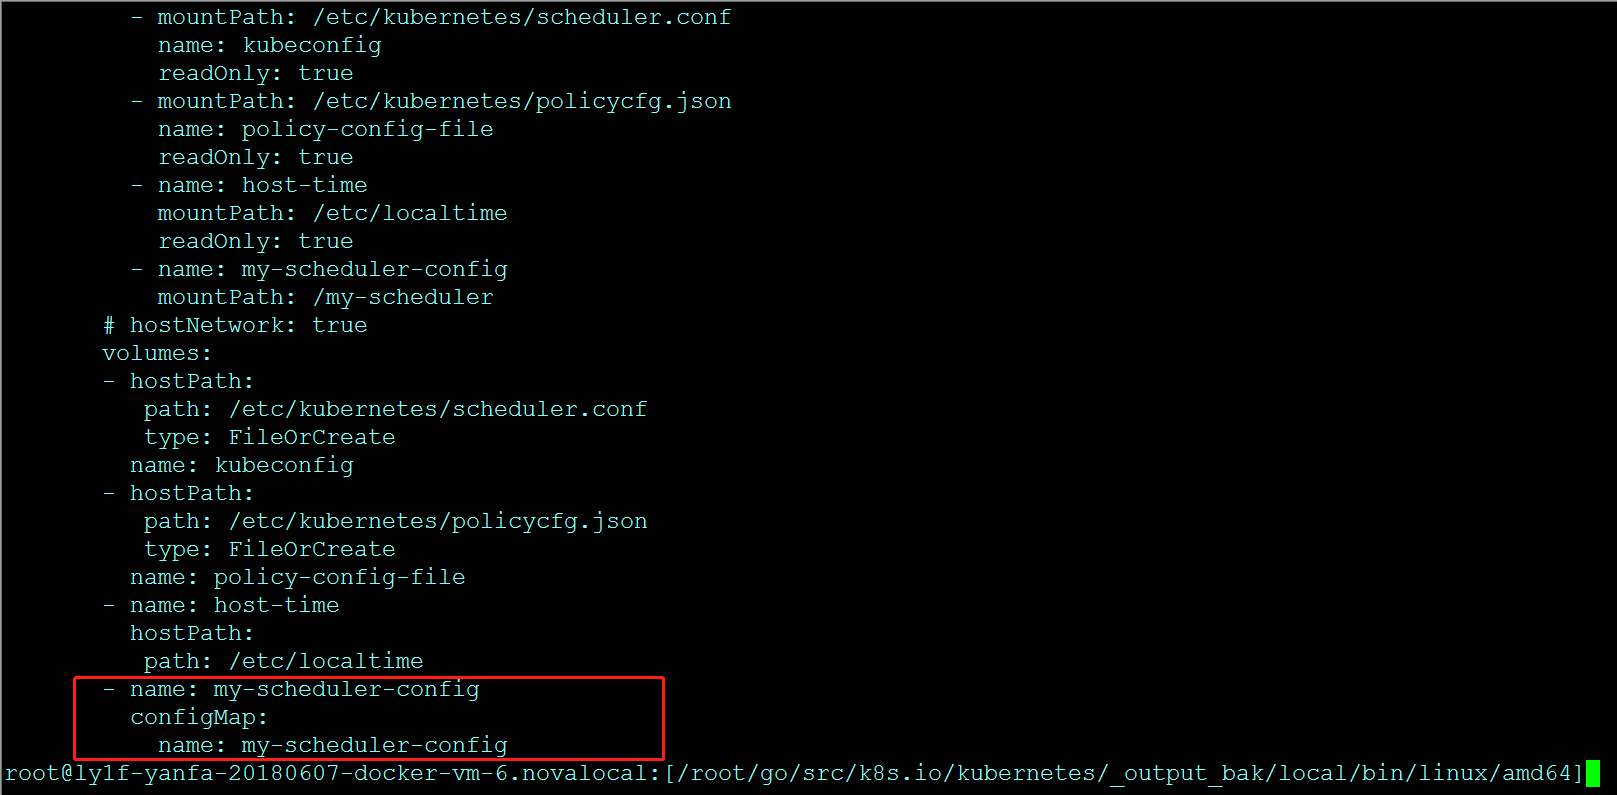 - mountPath: /etc/kubernetes/scheduler.conf
name: kubeconfig
readOnly: true
- mountPath: /etc/kubernetes/policycfg.json
name: policy-config-file
readOnly: true
- name: host-time
mountPath: /etc/localtime
readOnly: true
- name: my-scheduler-config
mountPath: /my-scheduler
# hostNetwork: true
volumes:
- hostPath:
path: /etc/kubernetes/scheduler.conf
type: FileOrCreate
name: kubeconfig
- hostPath:
path: /etc/kubernetes/policycfg.json
type: FileOrCreate
name: policy-config-file
- name: host-time
hostPath:
path: /etc/localtime
- name: my-scheduler-config
configMap:
name: my-scheduler-config
root@ly1f-yanfa-20180607-docker-vm-6.novalocal:[/root/go/src/k8s.io/kubernetes/_output_bak/local/bin/linux/amd64]